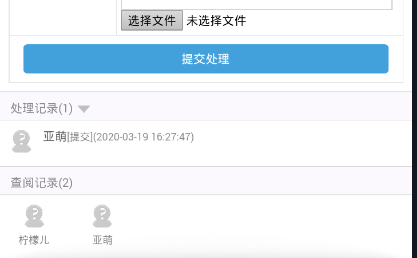 选择文件 未选择文件
提交处理
处理记录(1)
亚萌[提交](2020-03-19 16:27:47)
查阅记录(2)
柠檬儿 亚萌